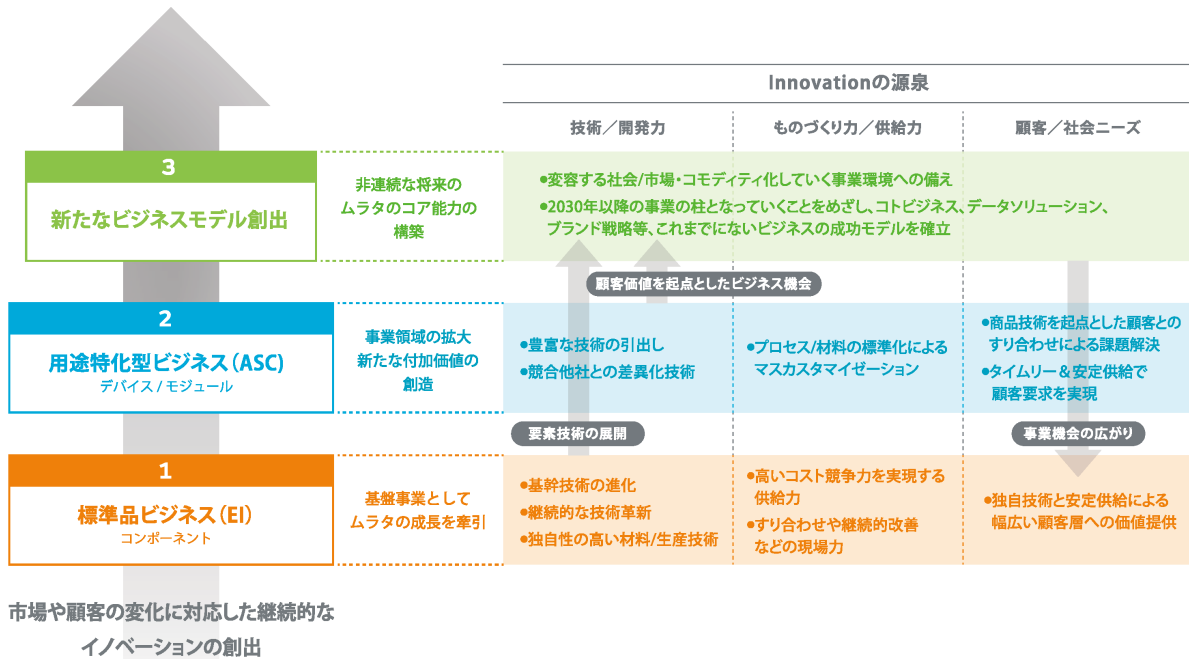 Innovationの源泉
技術／開発力
ものづくり力／供給力
顧客／社会ニーズ
3
新たなビジネスモデル創出
非連続な将来の
ムラタのコア能力の
構築
●変容する社会/市場・コモディティ化していく事業環境への備え
●2030年以降の事業の柱となっていくことをめざし、コトビジネス、データソリューション、
ブランド戦略等、これまでにないビジネスの成功モデルを確立
顧客価値を起点としたビジネス機会
2
用途特化型ビジネス（ASC）
デバイス / モジュール
事業領域の拡大
新たな付加価値の
創造
●豊富な技術の引出し
●競合他社との差異化技術
●プロセス/材料の標準化による
マスカスタマイゼーション
●商品技術を起点とした顧客との
すり合わせによる課題解決
●タイムリー＆安定供給で
顧客要求を実現
要素技術の展開
事業機会の広がり
1
標準品ビジネス（EI）
コンポーネント
基盤事業として
ムラタの成長を牽引
●基幹技術の進化
●継続的な技術革新
●独自性の高い材料/生産技術
●高いコスト競争力を実現する
供給力
●すり合わせや継続的改善
などの現場力
●独自技術と安定供給による
幅広い顧客層への価値提供
市場や顧客の変化に対応した継続的な
イノベーションの創出